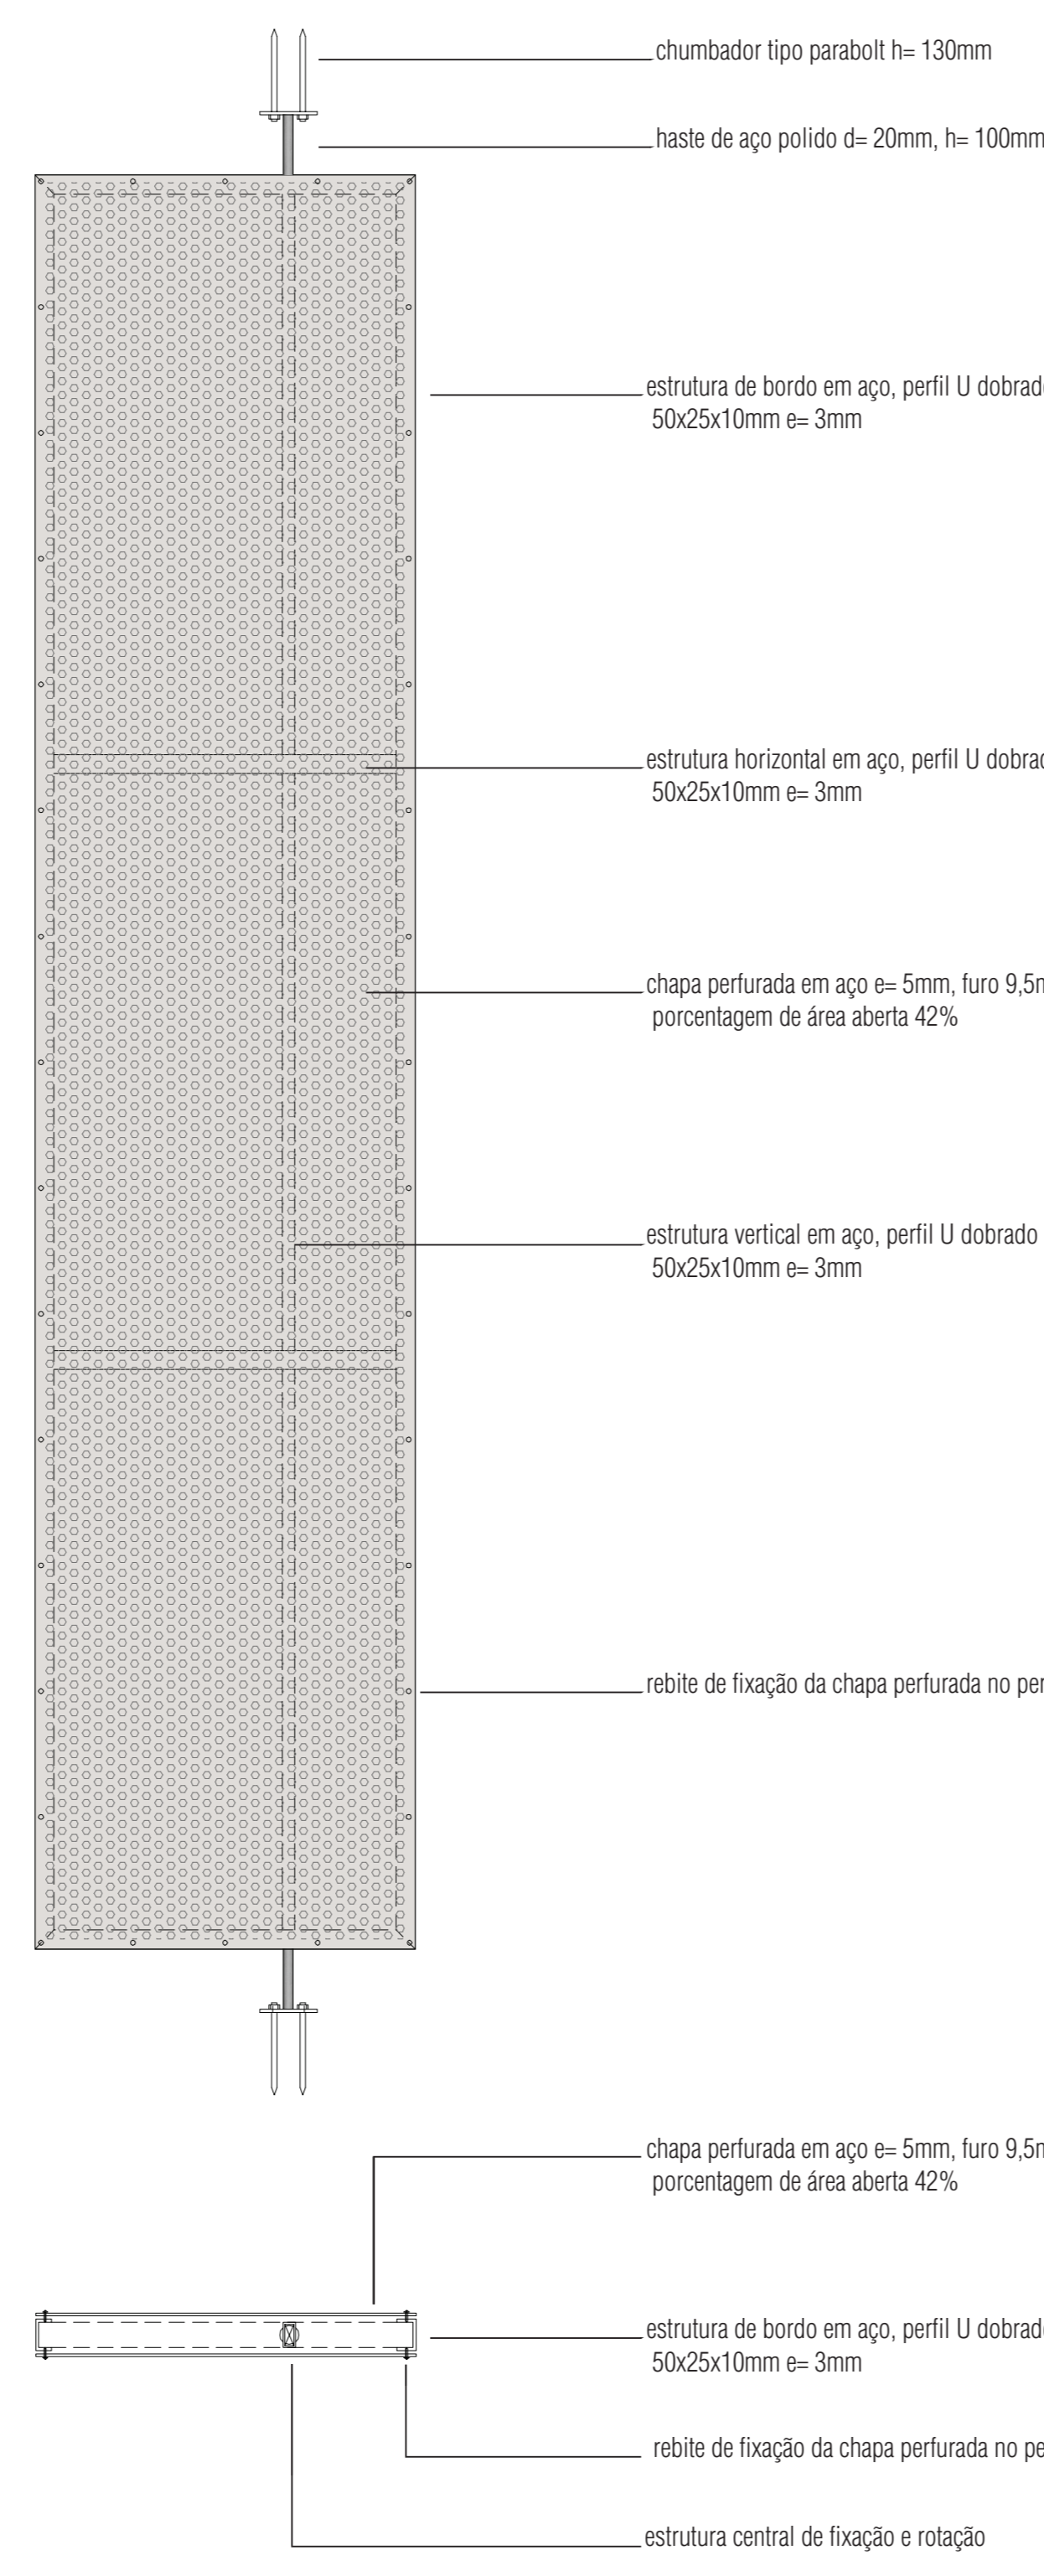 chumbador tipo parabolt h= 130mm
haste de aço polido d= 20mm, h= 100mm
estrutura de bordo em aço, perfil U
50x25x10mm e= 3mm
estrutura horizontal em aço, perfil U
50x25x10mm e= 3mm
chapa perfurada em aço e= 5mm, furo
porcentagem de área aberta 42%
estrutura vertical em aço, perfil U dobrado
50x25x10mm e= 3mm
rebite de fixação da chapa perfurada no
chapa perfurada em aço e= 5mm, furo
porcentagem de área aberta 42%
estrutura de bordo em aço, perfil U
50x25x10mm e= 3mm
rebite de fixação da chapa perfurada no
estrutura central de fixação e rotação